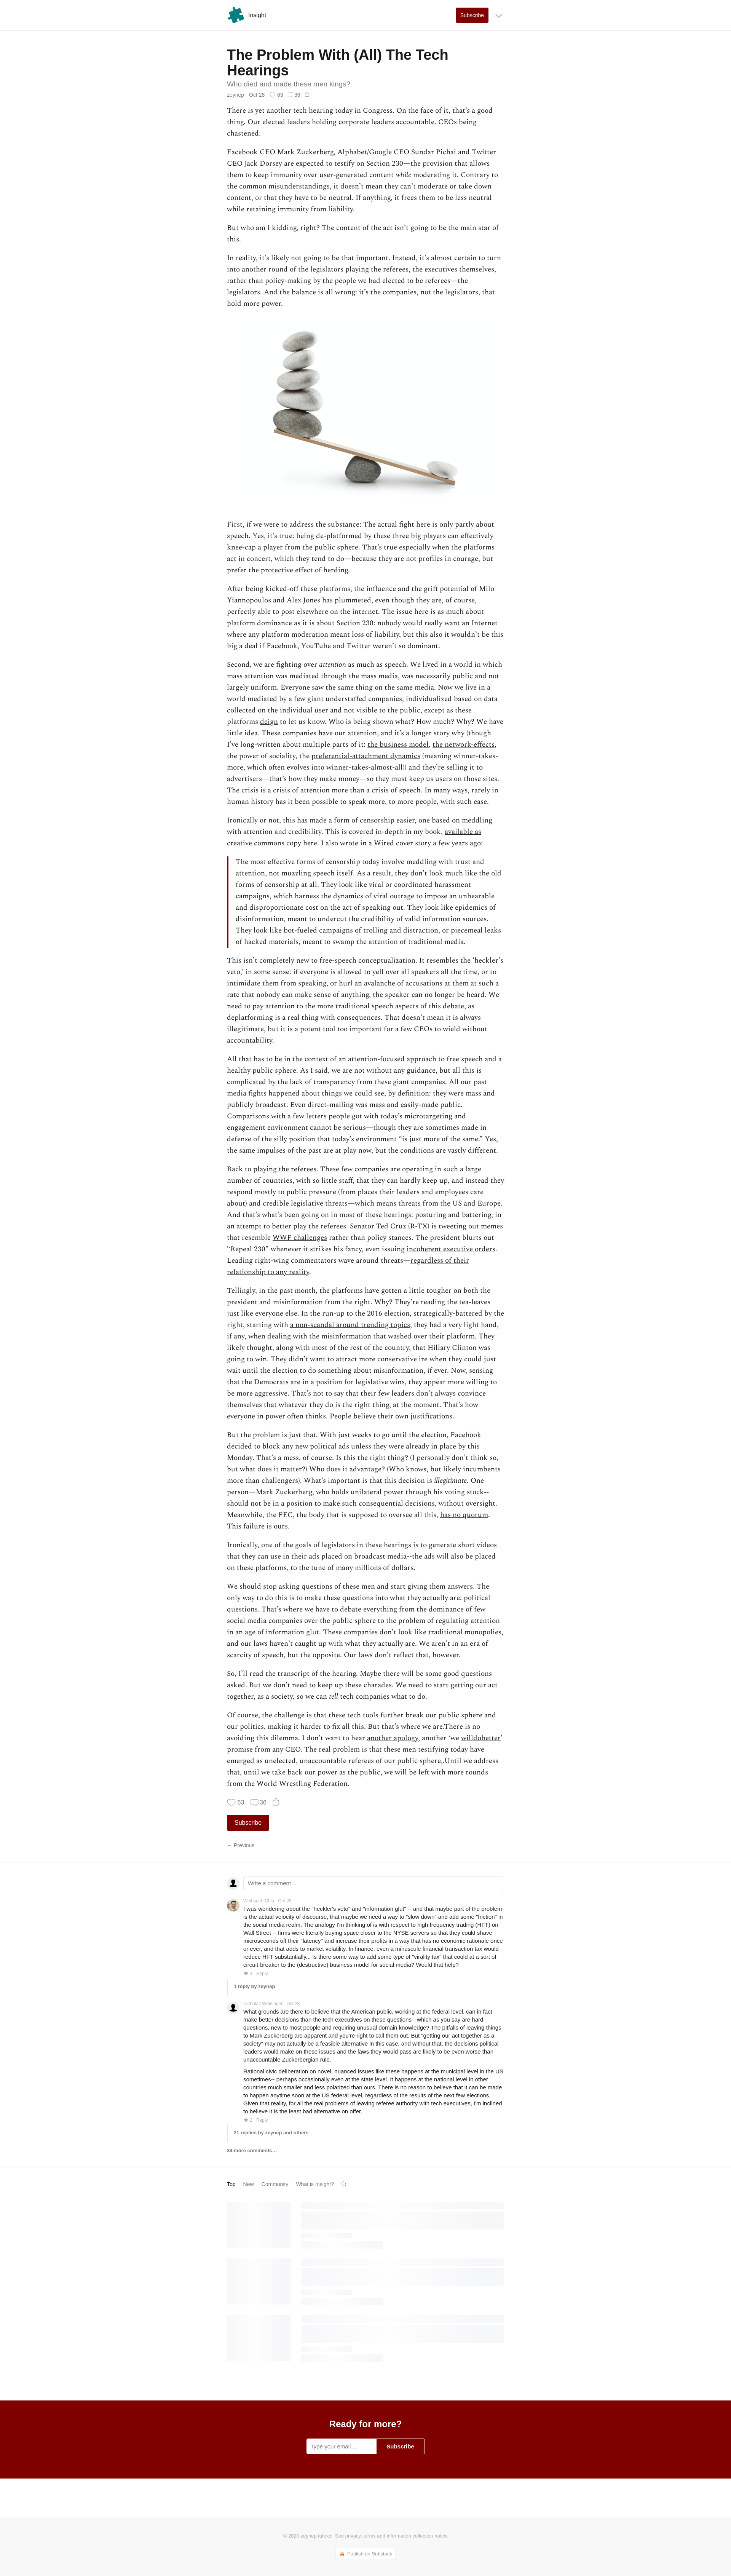 Insight
Subscribe
The Problem With (All) The Tech
Hearings
Who died and made these men kings?
zeynep Oct 28 63 36
There is yet another tech hearing today in Congress. On the face of it, that’s a good
thing. Our elected leaders holding corporate leaders accountable. CEOs being
chastened.
Facebook CEO Mark Zuckerberg, Alphabet/Google CEO Sundar Pichai and Twitter
CEO Jack Dorsey are expected to testify on Section 230—the provision that allows
them to keep immunity over user-generated content while moderating it. Contrary to
the common misunderstandings, it doesn’t mean they can’t moderate or take down
content, or that they have to be neutral. If anything, it frees them to be less neutral
while retaining immunity from liability.
But who am I kidding, right? The content of the act isn’t going to be the main star of
this.
In reality, it’s likely not going to be that important. Instead, it’s almost certain to turn
into another round of the legislators playing the referees, the executives themselves,
rather than policy-making by the people we had elected to be referees—the
legislators. And the balance is all wrong: it’s the companies, not the legislators, that
hold more power.
First, if we were to address the substance: The actual fight here is only partly about
speech. Yes, it’s true: being de-platformed by these three big players can effectively
knee-cap a player from the public sphere. That’s true especially when the platforms
act in concert, which they tend to do—because they are not profiles in courage, but
prefer the protective effect of herding.
After being kicked-off these platforms, the influence and the grift potential of Milo
Yiannopoulos and Alex Jones has plummeted, even though they are, of course,
perfectly able to post elsewhere on the internet. The issue here is as much about
platform dominance as it is about Section 230: nobody would really want an Internet
where any platform moderation meant loss of liability, but this also it wouldn’t be this
big a deal if Facebook, YouTube and Twitter weren’t so dominant.
Second, we are fighting over attention as much as speech. We lived in a world in which
mass attention was mediated through the mass media, was necessarily public and not
largely uniform. Everyone saw the same thing on the same media. Now we live in a
world mediated by a few giant understaffed companies, individualized based on data
collected on the individual user and not visible to the public, except as these
platforms deign to let us know. Who is being shown what? How much? Why? We have
little idea. These companies have our attention, and it’s a longer story why (though
I’ve long-written about multiple parts of it: the business model, the network-effects,
the power of sociality, the preferential-attachment dynamics (meaning winner-takes-
more, which often evolves into winner-takes-almost-all)) and they’re selling it to
advertisers—that’s how they make money—so they must keep us users on those sites.
The crisis is a crisis of attention more than a crisis of speech. In many ways, rarely in
human history has it been possible to speak more, to more people, with such ease.
Ironically or not, this has made a form of censorship easier, one based on meddling
with attention and credibility. This is covered in-depth in my book, available as
creative commons copy here. I also wrote in a Wired cover story a few years ago:
The most effective forms of censorship today involve meddling with trust and
attention, not muzzling speech itself. As a result, they don’t look much like the old
forms of censorship at all. They look like viral or coordinated harassment
campaigns, which harness the dynamics of viral outrage to impose an unbearable
and disproportionate cost on the act of speaking out. They look like epidemics of
disinformation, meant to undercut the credibility of valid information sources.
They look like bot-fueled campaigns of trolling and distraction, or piecemeal leaks
of hacked materials, meant to swamp the attention of traditional media.
This isn’t completely new to free-speech conceptualization. It resembles the ‘heckler's
veto,’ in some sense: if everyone is allowed to yell over all speakers all the time, or to
intimidate them from speaking, or hurl an avalanche of accusations at them at such a
rate that nobody can make sense of anything, the speaker can no longer be heard. We
need to pay attention to the more traditional speech aspects of this debate, as
deplatforming is a real thing with consequences. That doesn’t mean it is always
illegitimate, but it is a potent tool too important for a few CEOs to wield without
accountability.
All that has to be in the context of an attention-focused approach to free speech and a
healthy public sphere. As I said, we are not without any guidance, but all this is
complicated by the lack of transparency from these giant companies. All our past
media fights happened about things we could see, by definition: they were mass and
publicly broadcast. Even direct-mailing was mass and easily-made public.
Comparisons with a few letters people got with today’s microtargeting and
engagement environment cannot be serious—though they are sometimes made in
defense of the silly position that today’s environment “is just more of the same.” Yes,
the same impulses of the past are at play now, but the conditions are vastly different.
Back to playing the referees. These few companies are operating in such a large
number of countries, with so little staff, that they can hardly keep up, and instead they
respond mostly to public pressure (from places their leaders and employees care
about) and credible legislative threats—which means threats from the US and Europe.
And that’s what’s been going on in most of these hearings: posturing and battering, in
an attempt to better play the referees. Senator Ted Cruz (R-TX) is tweeting out memes
that resemble WWF challenges rather than policy stances. The president blurts out
“Repeal 230” whenever it strikes his fancy, even issuing incoherent executive orders.
Leading right-wing commentators wave around threats—regardless of their
relationship to any reality.
Tellingly, in the past month, the platforms have gotten a little tougher on both the
president and misinformation from the right. Why? They’re reading the tea-leaves
just like everyone else. In the run-up to the 2016 election, strategically-battered by the
right, starting with a non-scandal around trending topics, they had a very light hand,
if any, when dealing with the misinformation that washed over their platform. They
likely thought, along with most of the rest of the country, that Hillary Clinton was
going to win. They didn’t want to attract more conservative ire when they could just
wait until the election to do something about misinformation, if ever. Now, sensing
that the Democrats are in a position for legislative wins, they appear more willing to
be more aggressive. That’s not to say that their few leaders don’t always convince
themselves that whatever they do is the right thing, at the moment. That’s how
everyone in power often thinks. People believe their own justifications.
But the problem is just that. With just weeks to go until the election, Facebook
decided to block any new political ads unless they were already in place by this
Monday. That’s a mess, of course. Is this the right thing? (I personally don’t think so,
but what does it matter?) Who does it advantage? (Who knows, but likely incumbents
more than challengers). What’s important is that this decision is illegitimate. One
person—Mark Zuckerberg, who holds unilateral power through his voting stock--
should not be in a position to make such consequential decisions, without oversight.
Meanwhile, the FEC, the body that is supposed to oversee all this, has no quorum.
This failure is ours.
Ironically, one of the goals of legislators in these hearings is to generate short videos
that they can use in their ads placed on broadcast media--the ads will also be placed
on these platforms, to the tune of many millions of dollars.
We should stop asking questions of these men and start giving them answers. The
only way to do this is to make these questions into what they actually are: political
questions. That’s where we have to debate everything from the dominance of few
social media companies over the public sphere to the problem of regulating attention
in an age of information glut. These companies don’t look like traditional monopolies,
and our laws haven’t caught up with what they actually are. We aren’t in an era of
scarcity of speech, but the opposite. Our laws don’t reflect that, however.
So, I’ll read the transcript of the hearing. Maybe there will be some good questions
asked. But we don’t need to keep up these charades. We need to start getting our act
together, as a society, so we can tell tech companies what to do.
Of course, the challenge is that these tech tools further break our public sphere and
our politics, making it harder to fix all this. But that’s where we are.There is no
avoiding this dilemma. I don’t want to hear another apology, another ‘we willdobetter’
promise from any CEO. The real problem is that these men testifying today have
emerged as unelected, unaccountable referees of our public sphere,.Until we address
that, until we take back our power as the public, we will be left with more rounds
from the World Wrestling Federation.
63 36
Subscribe
← Previous
Write a comment…
Weihsuen Chiu Oct 28
I was wondering about the "heckler's veto" and "information glut" -- and that maybe part of the problem
is the actual velocity of discourse, that maybe we need a way to "slow down" and add some "friction" in
the social media realm. The analogy I'm thinking of is with respect to high frequency trading (HFT) on
Wall Street -- firms were literally buying space closer to the NYSE servers so that they could shave
microseconds off their "latency" and increase their profits in a way that has no economic rationale once
or ever, and that adds to market volatility. In finance, even a minuscule financial transaction tax would
reduce HFT substantially... Is there some way to add some type of "virality tax" that could at a sort of
circuit-breaker to the (destructive) business model for social media? Would that help?
Reply
1 reply by zeynep
Nicholas Weininger Oct 28
What grounds are there to believe that the American public, working at the federal level, can in fact
make better decisions than the tech executives on these questions-- which as you say are hard
questions, new to most people and requiring unusual domain knowledge? The pitfalls of leaving things
to Mark Zuckerberg are apparent and you're right to call them out. But "getting our act together as a
society" may not actually be a feasible alternative in this case, and without that, the decisions political
leaders would make on these issues and the laws they would pass are likely to be even worse than
unaccountable Zuckerbergian rule.
Rational civic deliberation on novel, nuanced issues like these happens at the municipal level in the US
sometimes-- perhaps occasionally even at the state level. It happens at the national level in other
countries much smaller and less polarized than ours. There is no reason to believe that it can be made
to happen anytime soon at the US federal level, regardless of the results of the next few elections.
Given that reality, for all the real problems of leaving referee authority with tech executives, I'm inclined
to believe it is the least bad alternative on offer.
2 Reply
21 replies by zeynep and others
34 more comments…
Top New Community What is Insight?
Ready for more?
Type your email… Subscribe
© 2020 zeynep tufekci. See privacy, terms and information collection notice
Publish on Substack